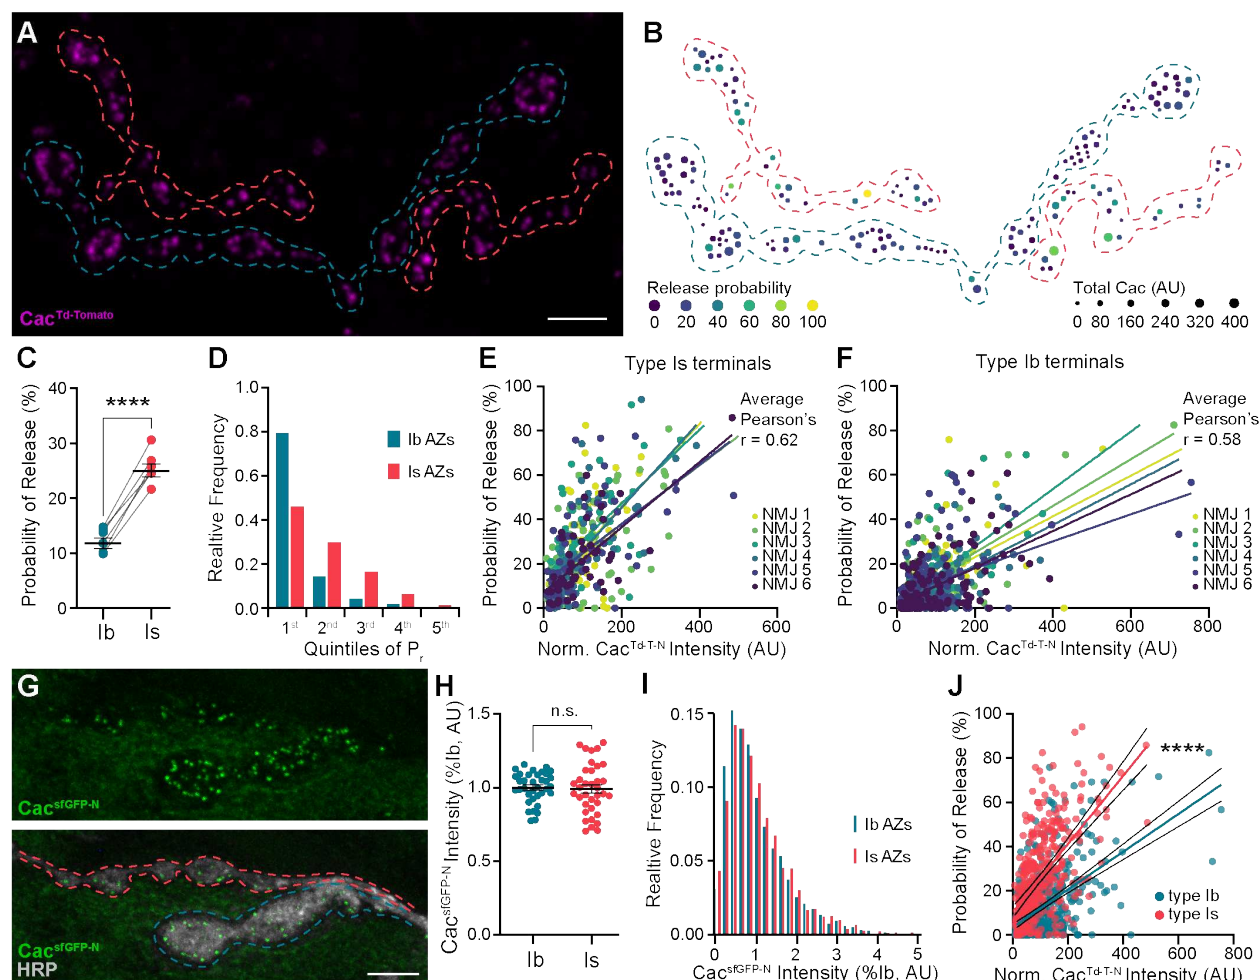 A
Cac^Td-Tomato
B
Release probability
0 20 40 60 80 100
Total Cac (AU)
0 80 160 240 320 400
C
Probability of Release (%)
40
30
20
10
0
****
Ib Is
D
Realtive Frequency
1.0
0.8
0.6
0.4
0.2
0.0
Ib AZs
Is AZs
1st 2nd 3rd 4th 5th
Quintiles of Pr
E
Type Is terminals
Probability of Release (%)
100
80
60
40
20
0
Average
Pearson's
r = 0.62
NMJ 1
NMJ 2
NMJ 3
NMJ 4
NMJ 5
NMJ 6
0 200 400 600
Norm. Cac^Td-T-N Intensity (AU)
F
Type Ib terminals
Probability of Release (%)
100
80
60
40
20
0
Average
Pearson's
r = 0.58
NMJ 1
NMJ 2
NMJ 3
NMJ 4
NMJ 5
NMJ 6
0 200 400 600 800
Norm. Cac^Td-T-N Intensity (AU)
G
Cac^sfGFP-N
Cac^sfGFP-N
HRP
H
Cac^sfGFP-N Intensity (%Ib, AU)
1.5
1.0
0.5
0.0
n.s.
Ib Is
I
Realtive Frequency
0.15
0.10
0.05
0.00
Ib AZs
Is AZs
0 1 2 3 4 5
Cac^sfGFP-N Intensity (%Ib, AU)
J
Probability of Release (%)
100
80
60
40
20
0
****
type Ib
type Is
0 200 400 600 800
Norm. Cac^Td-T-N Intensity (AU)